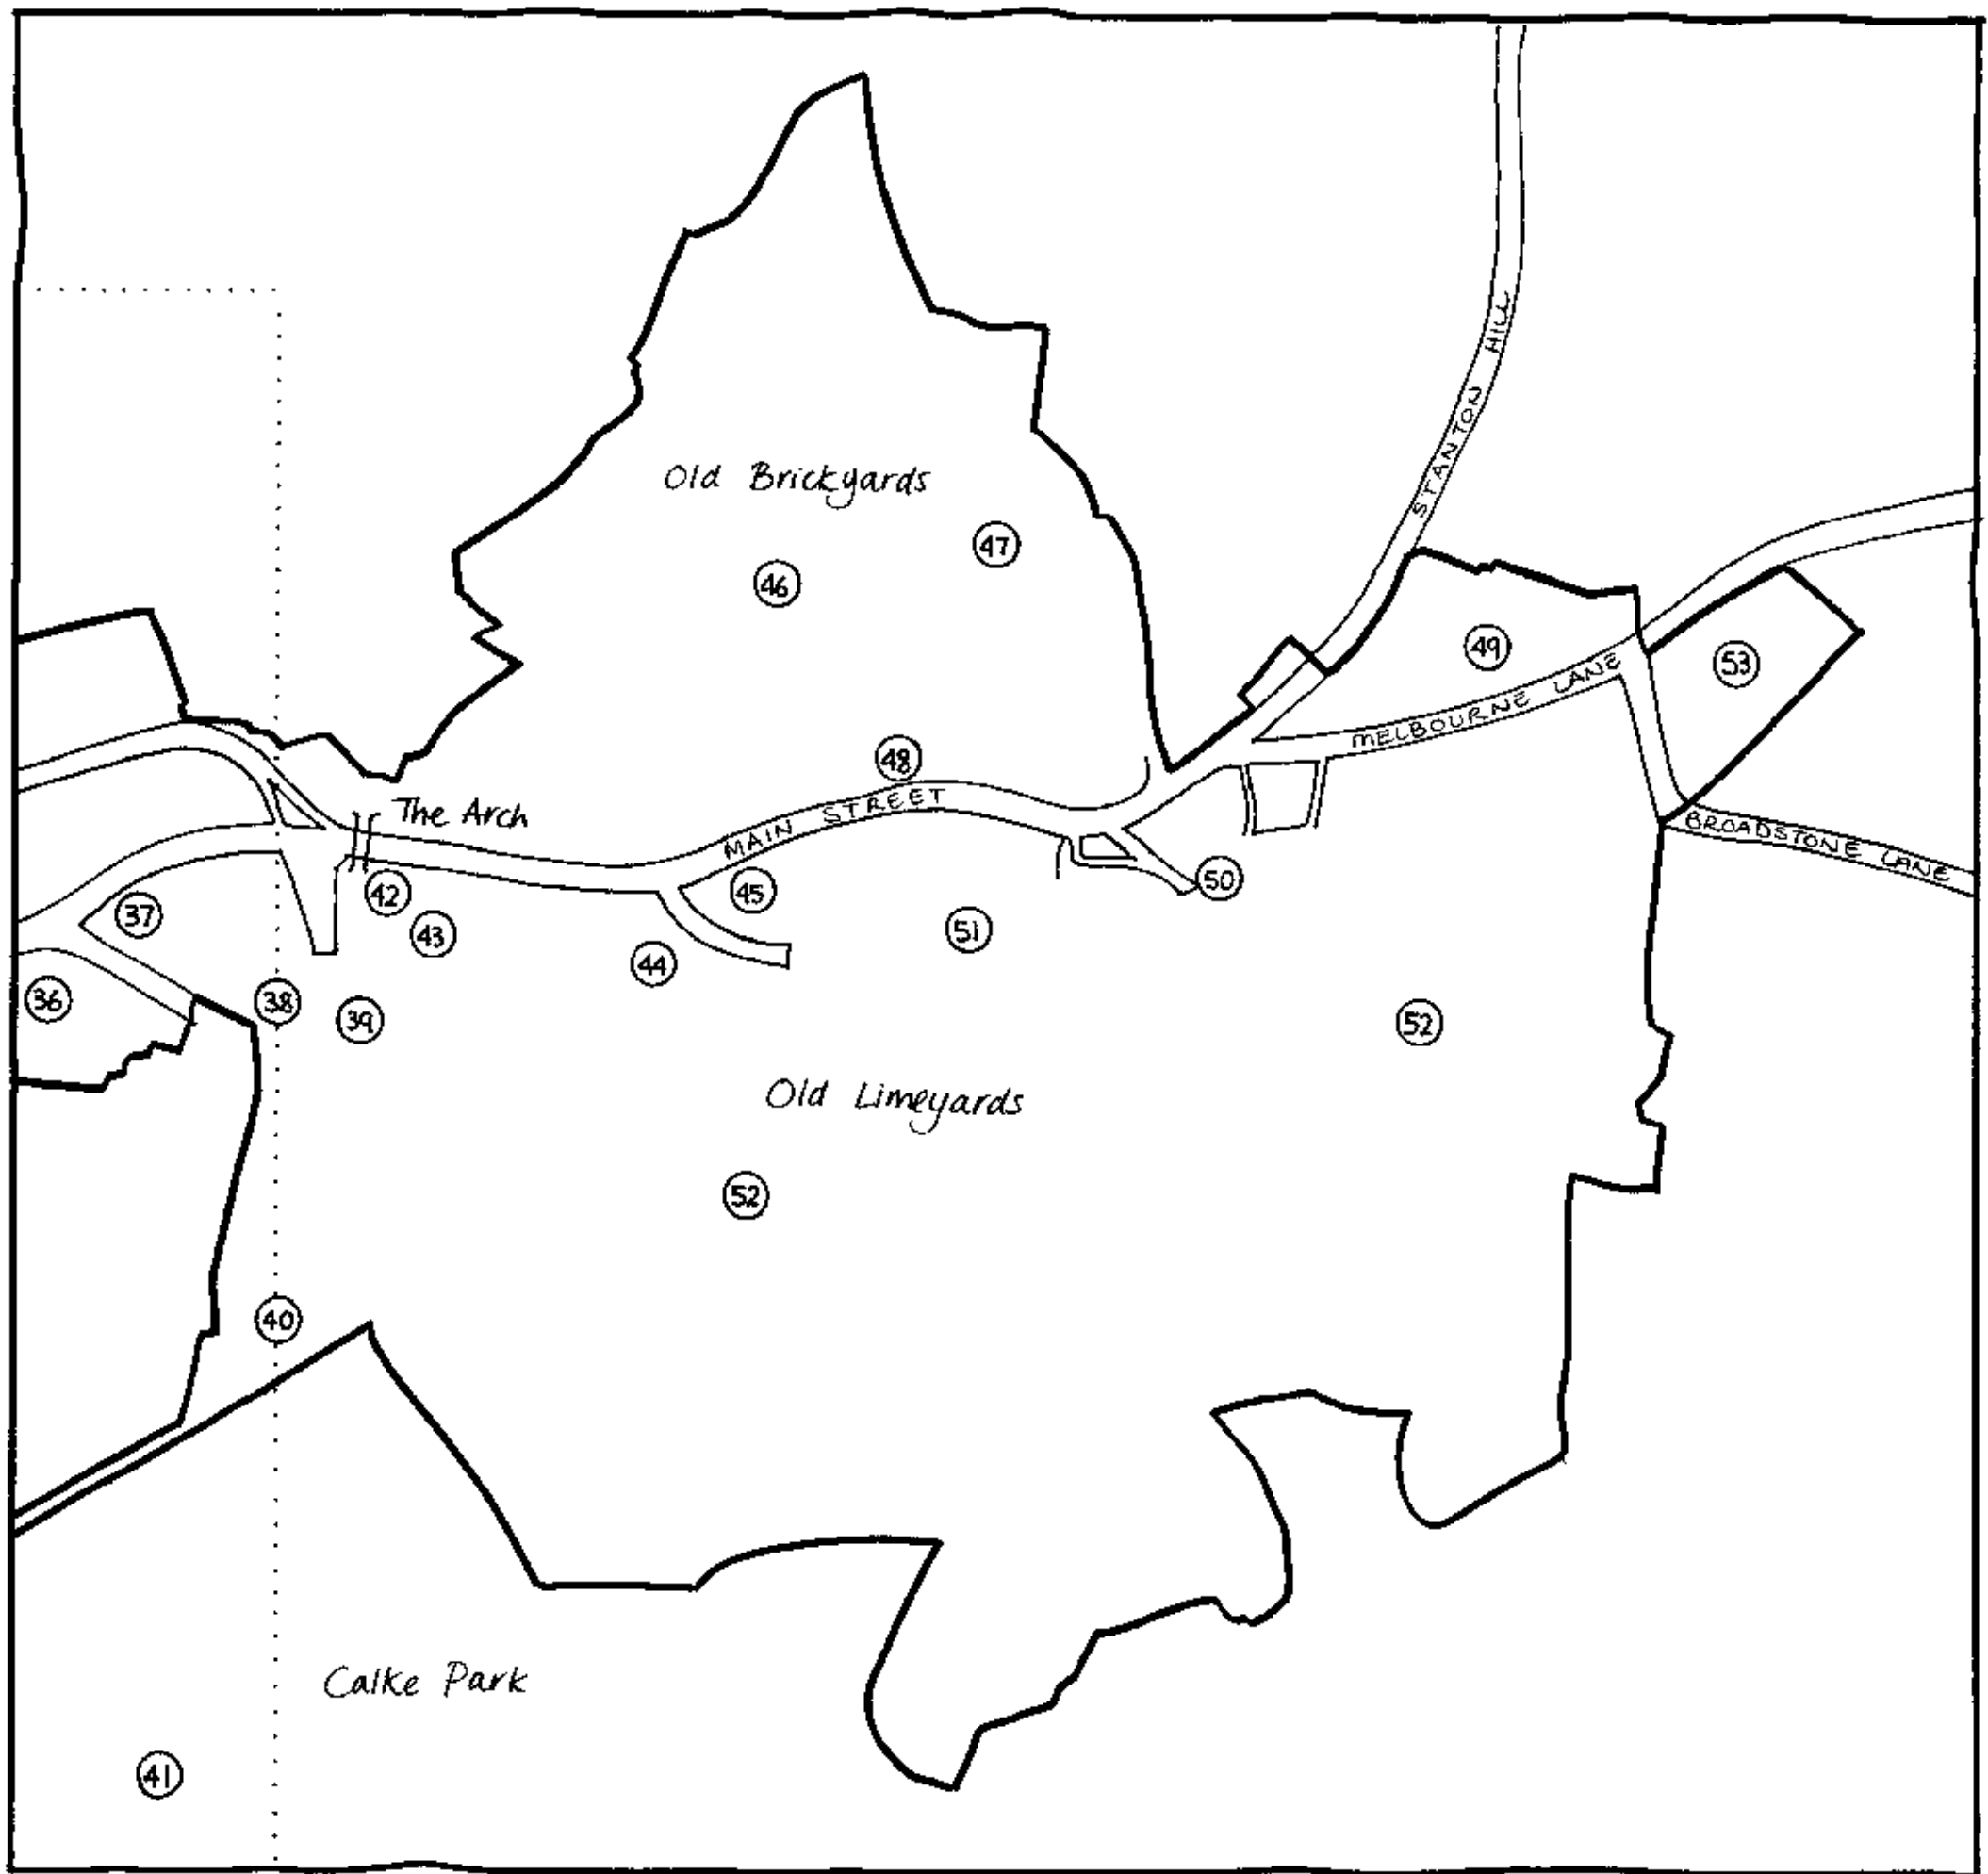 STANTON HILL
Old Brickyards
47
46
49
53
MELBOURNE LANE
48
The Arch
MAIN STREET
BROADSTONE LANE
42
45
50
37
43
51
44
36
38
39
52
Old Limeyards
52
40
Calke Park
41